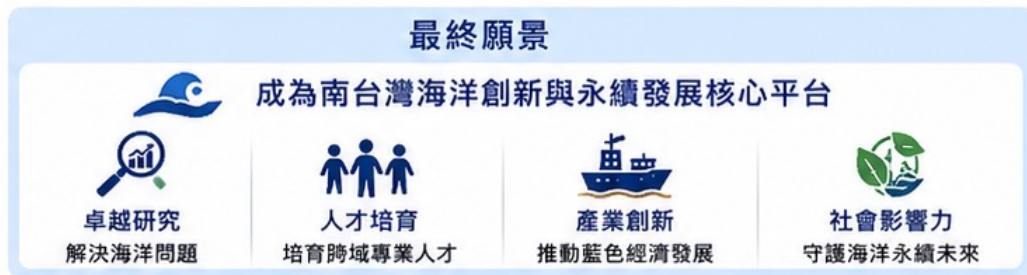 最終願景
成為南台灣海洋創新與永續發展核心平台
卓越研究
解決海洋問題
人才培育
培育跨域專業人才
產業創新
推動藍色經濟發展
社會影響力
守護海洋永續未來